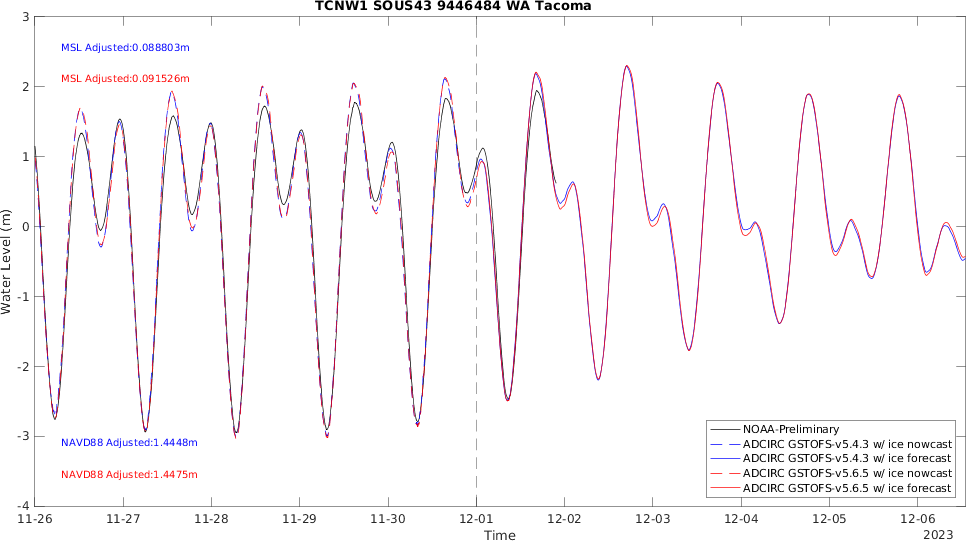 TCNW1 SOUS43 9446484 WA Tacoma
3
MSL Adjusted:0.088803m
MSL Adjusted:0.091526m
2
1
0
-1
-2
-3
-4
Water Level (m)
NAVD88 Adjusted:1.4448m
NAVD88 Adjusted:1.4475m
NOAA-Preliminary
ADCIRC GSTOFS-v5.4.3 w/ ice nowcast
ADCIRC GSTOFS-v5.4.3 w/ ice forecast
ADCIRC GSTOFS-v5.6.5 w/ ice nowcast
ADCIRC GSTOFS-v5.6.5 w/ ice forecast
11-26 11-27 11-28 11-29 11-30 12-01 12-02 12-03 12-04 12-05 12-06
Time
2023